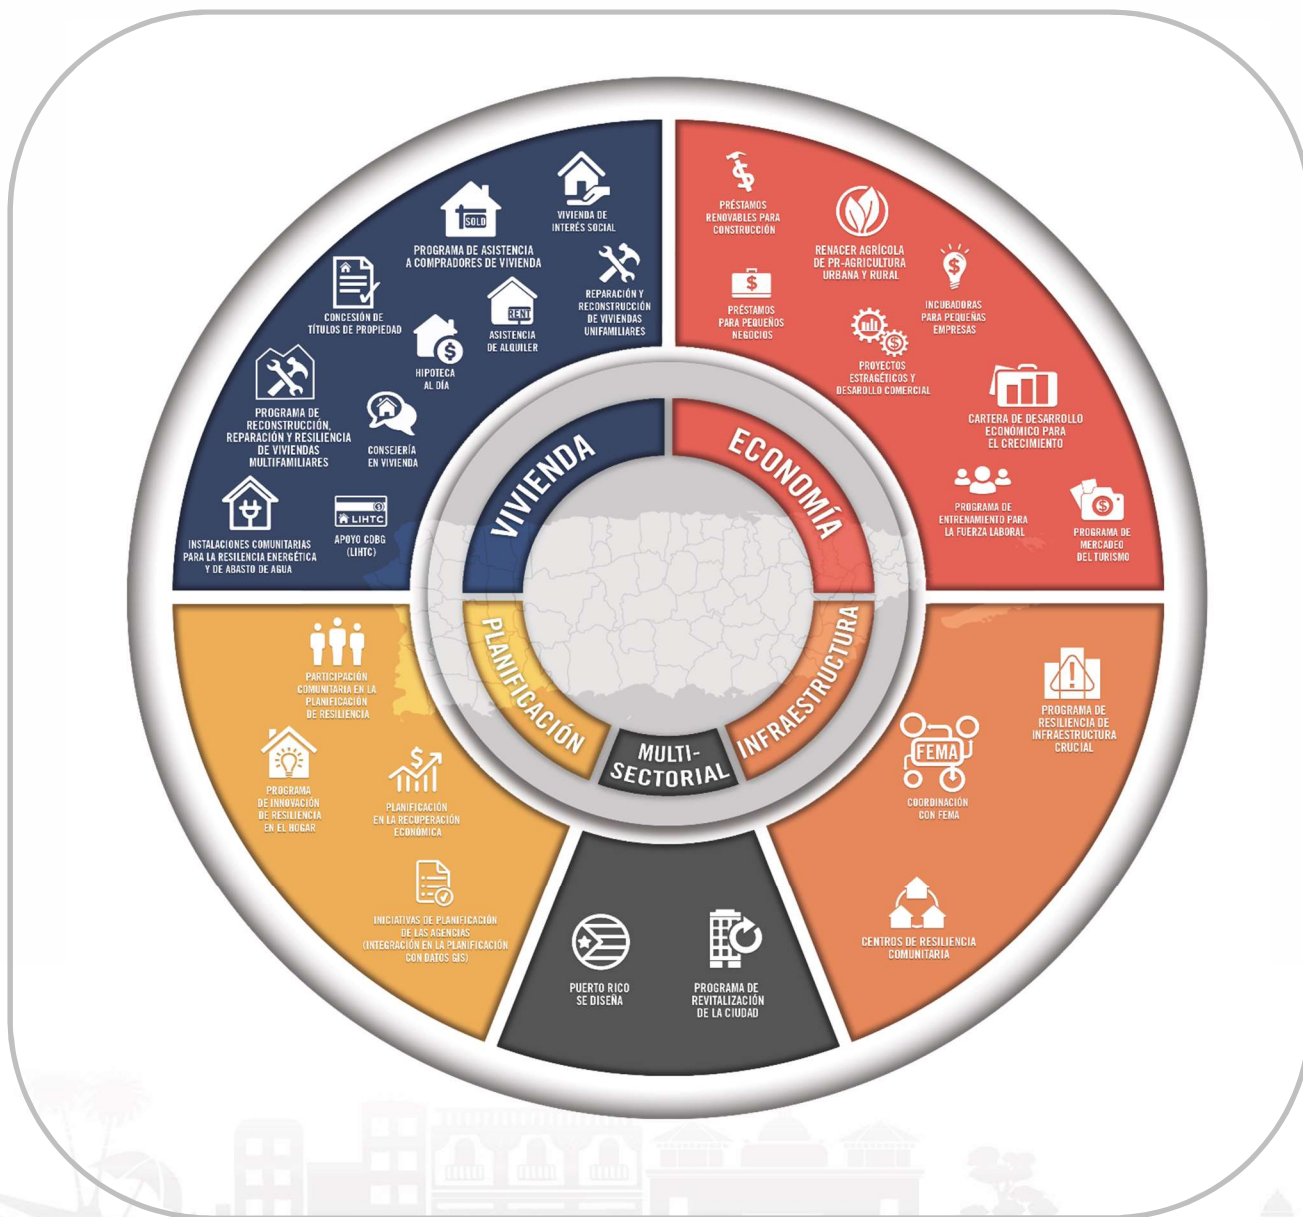 VIVIENDA
ECONOMÍA
PLANIFICACIÓN
INFRAESTRUCTURA
MULTI-
SECTORIAL
VIVIENDA DE
INTERÉS SOCIAL
SOLD
PROGRAMA DE ASISTENCIA
A COMPRADORES DE VIVIENDA
REPARACIÓN Y
RECONSTRUCCIÓN
DE VIVIENDAS
UNIFAMILIARES
CONCESIÓN DE
TÍTULOS DE PROPIEDAD
RENT
ASISTENCIA
DE ALQUILER
$
HIPOTECA
AL DÍA
PROGRAMA DE
RECONSTRUCCIÓN,
REPARACIÓN Y RESILIENCIA
DE VIVIENDAS
MULTIFAMILIARES
CONSEJERÍA
EN VIVIENDA
INSTALACIONES COMUNITARIAS
PARA LA RESILENCIA ENERGÉTICA
Y DE ABASTO DE AGUA
LIHTC
APOYO CDBG
(LIHTC)
$
PRÉSTAMOS
RENOVABLES PARA
CONSTRUCCIÓN
RENACER AGRÍCOLA
DE PR-AGRICULTURA
URBANA Y RURAL
$
INCUBADORAS
PARA PEQUEÑAS
EMPRESAS
$
PRÉSTAMOS
PARA PEQUEÑOS
NEGOCIOS
$
PROYECTOS
ESTRAGÉTICOS Y
DESAROLLO COMERCIAL
CARTERA DE DESARROLLO
ECONÓMICO PARA
EL CRECIMIENTO
PROGRAMA DE
ENTRENAMIENTO PARA
LA FUERZA LABORAL
$
PROGRAMA DE
MERCADEO
DEL TURISMO
PARTICIPACIÓN
COMUNITARIA EN LA
PLANIFICACIÓN
DE RESILIENCIA
PROGRAMA
DE INNOVACIÓN
DE RESILIENCIA
EN EL HOGAR
$
PLANIFICACIÓN
EN LA RECUPERACIÓN
ECONÓMICA
INICIATIVAS DE PLANIFICACIÓN
DE LAS AGENCIAS
(INTEGRACIÓN EN LA PLANIFICACIÓN
CON DATOS GIS)
PUERTO RICO
SE DISEÑA
PROGRAMA DE
REVITALIZACIÓN
DE LA CIUDAD
PROGRAMA DE
RESILIENCIA DE
INFRAESTRUCTURA
CRUCIAL
FEMA
COORDINACIÓN
CON FEMA
CENTROS DE RESILIENCIA
COMUNITARIA